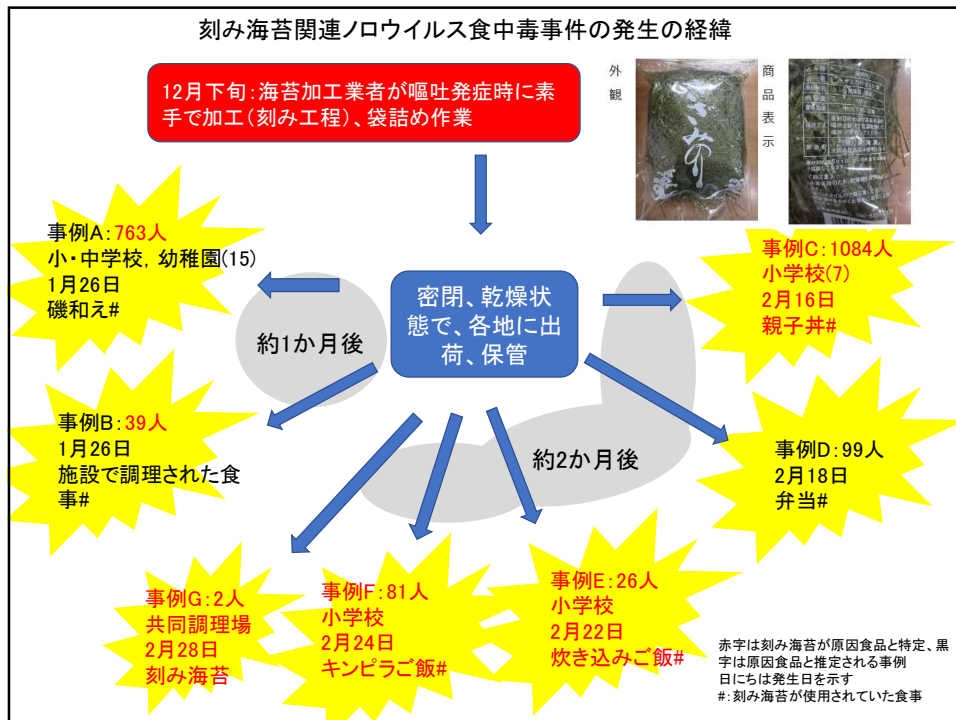 刻み海苔関連ノロウイルス食中毒事件の発生の経緯
12月下旬：海苔加工業者が嘔吐発症時に素
手で加工（刻み工程）、袋詰め作業
外観
商品表示
きざみのり
事例A：763人
小・中学校，幼稚園(15)
1月26日
磯和え#
密閉、乾燥状
態で、各地に出
荷、保管
事例C：1084人
小学校(7)
2月16日
親子丼#
約1か月後
事例B：39人
1月26日
施設で調理された食
事#
約2か月後
事例D：99人
2月18日
弁当#
事例G：2人
共同調理場
2月28日
刻み海苔
事例F：81人
小学校
2月24日
キンピラご飯#
事例E：26人
小学校
2月22日
炊き込みご飯#
赤字は刻み海苔が原因食品と特定、黒
字は原因食品と推定される事例
日にちは発生日を示す
#：刻み海苔が使用されていた食事